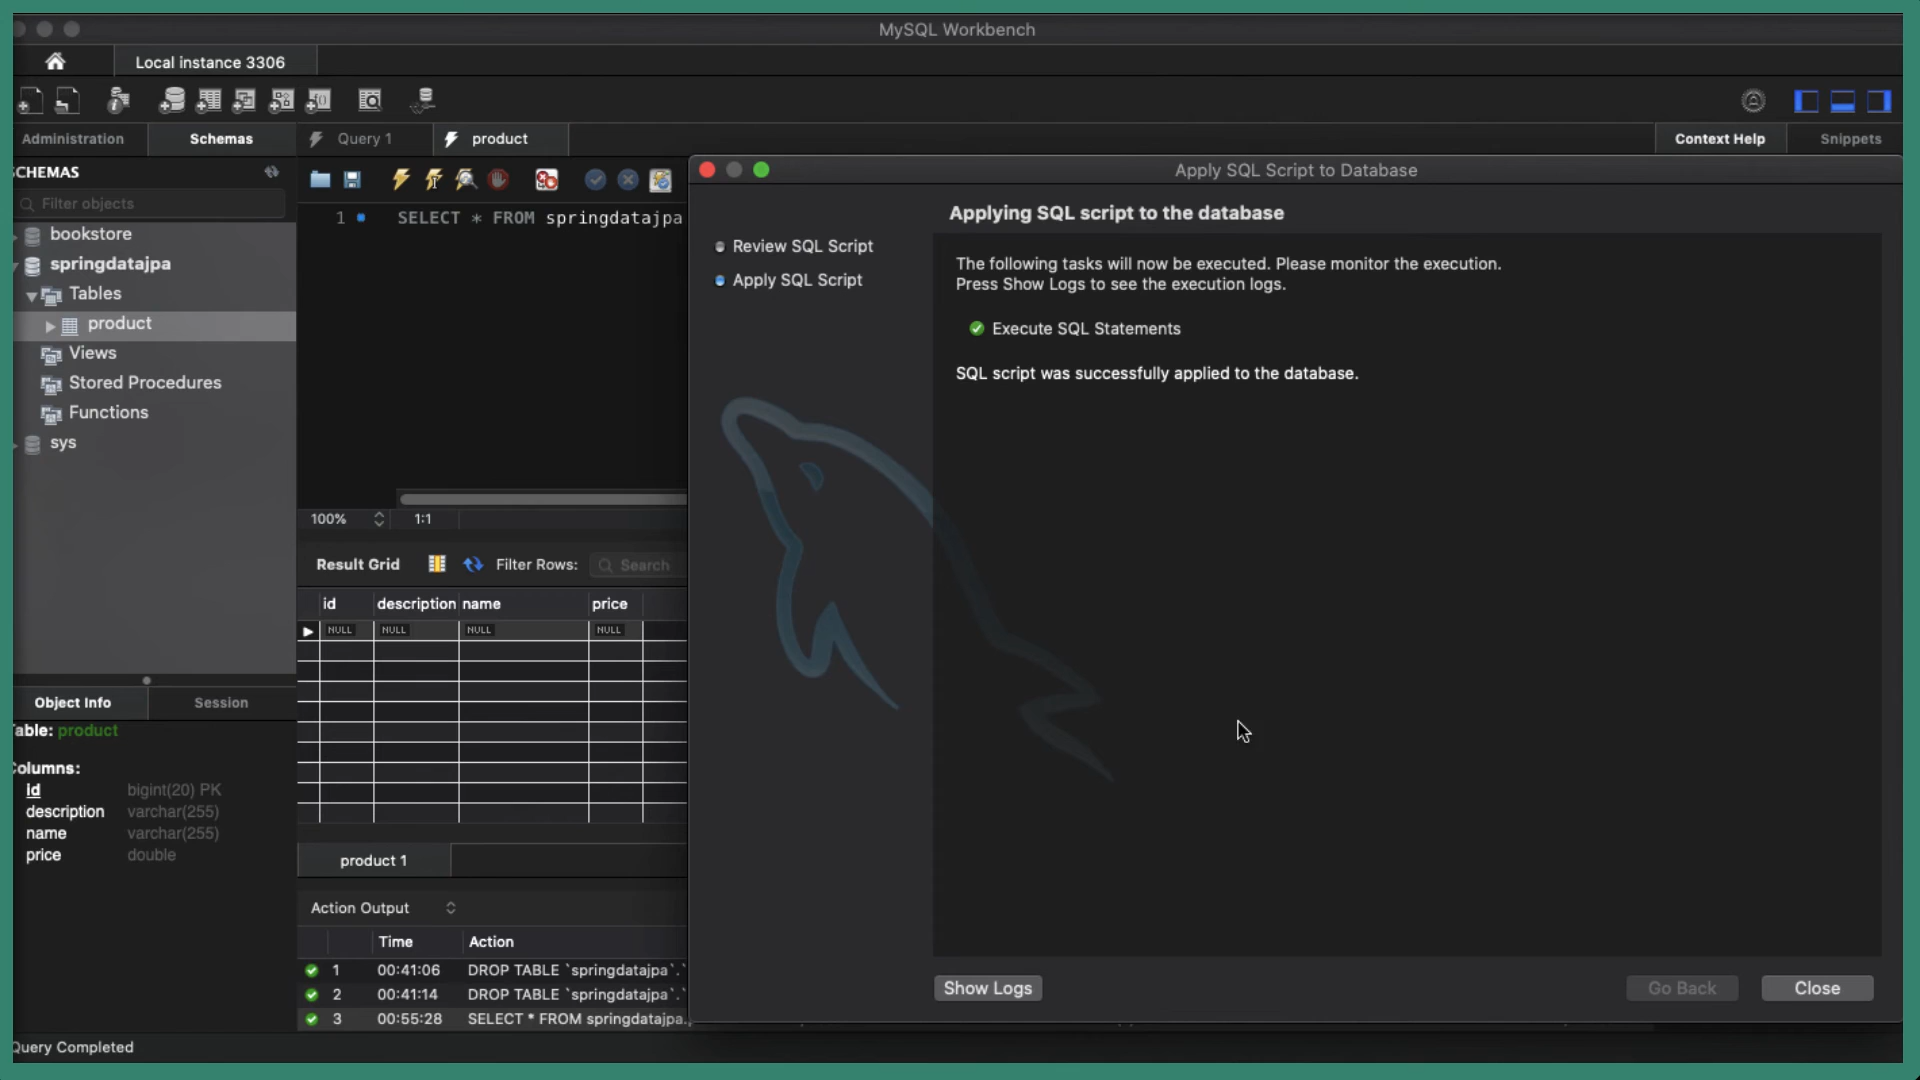 MySQL Workbench
Local instance 3306
Administration
Schemas
Query 1
product
Context Help
Snippets
CHEMAS
Filter objects
bookstore
springdatajpa
Tables
product
Views
Stored Procedures
Functions
sys
1 SELECT * FROM springdatajpa
100%
1:1
Result Grid
Filter Rows:
Search
id description name price
NULL NULL NULL NULL
product 1
Action Output
Time Action
1 00:41:06 DROP TABLE `springdatajpa`.`
2 00:41:14 DROP TABLE `springdatajpa`.`
3 00:55:28 SELECT * FROM springdatajpa.
Object Info
Session
able: product
olumns:
id bigint(20) PK
description varchar(255)
name varchar(255)
price double
Query Completed
Apply SQL Script to Database
Review SQL Script
Apply SQL Script
Applying SQL script to the database
The following tasks will now be executed. Please monitor the execution.
Press Show Logs to see the execution logs.
Execute SQL Statements
SQL script was successfully applied to the database.
Show Logs
Go Back
Close